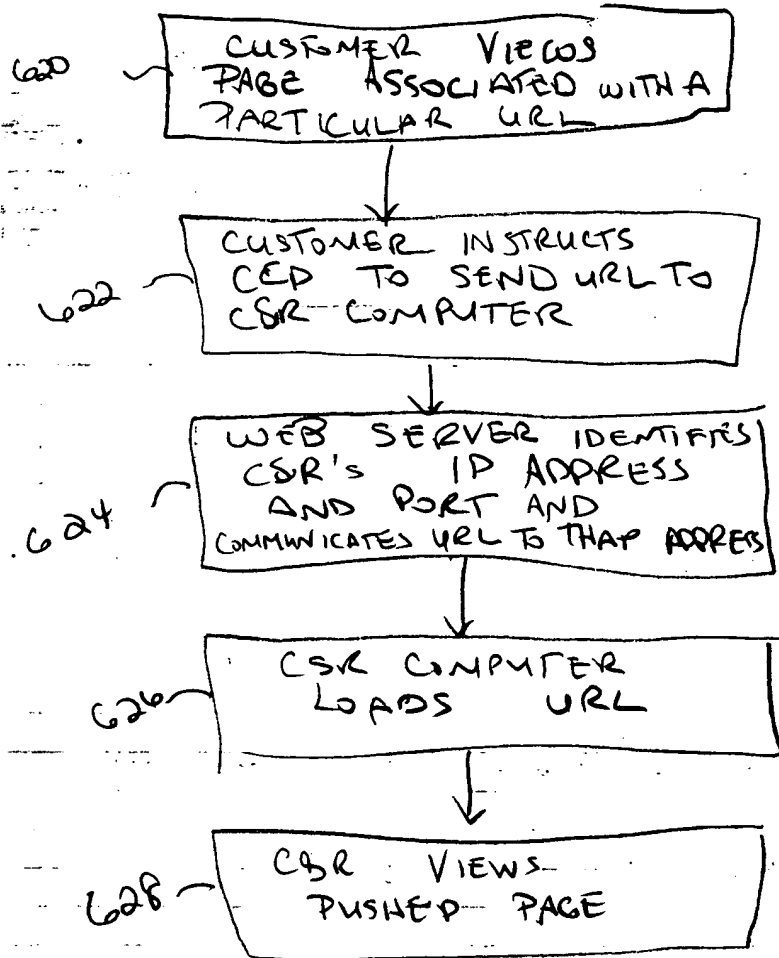 620
CUSTOMER VIEWS
PAGE ASSOCIATED WITH A
PARTICULAR URL
622
CUSTOMER INSTRUCTS
CED TO SEND URL TO
CSR COMPUTER
624
WEB SERVER IDENTIFIES
CSR's IP ADDRESS
AND PORT AND
COMMUNICATES URL TO THAT ADDRESS
626
CSR COMPUTER
LOADS URL
628
CSR VIEWS
PUSHED PAGE